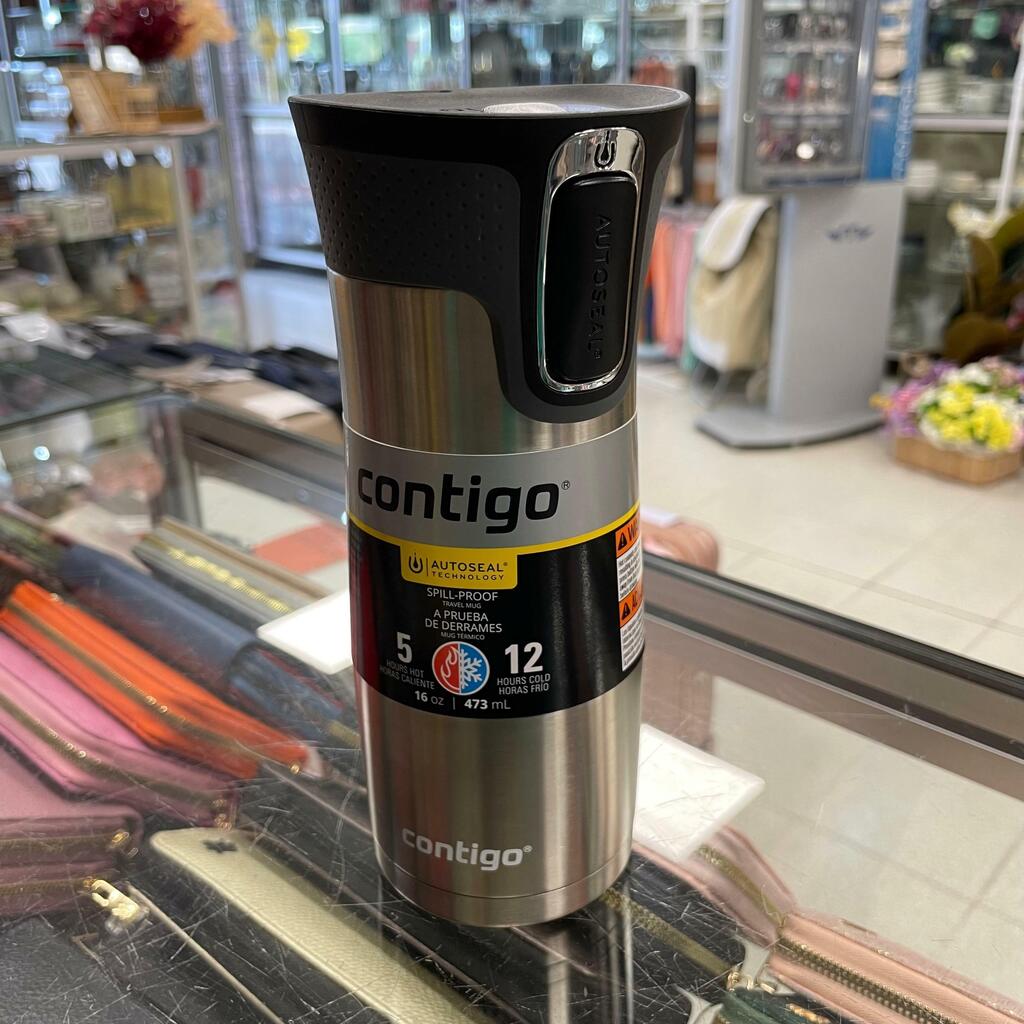 AUTOSEAL®
contigo®
AUTOSEAL®
TECHNOLOGY
SPILL-PROOF
TRAVEL MUG
A PRUEBA
DE DERRAMES
MUG TÉRMICO
5
HOURS HOT
HORAS CALIENTE
12
HOURS COLD
HORAS FRÍO
16 oz | 473 mL
contigo®